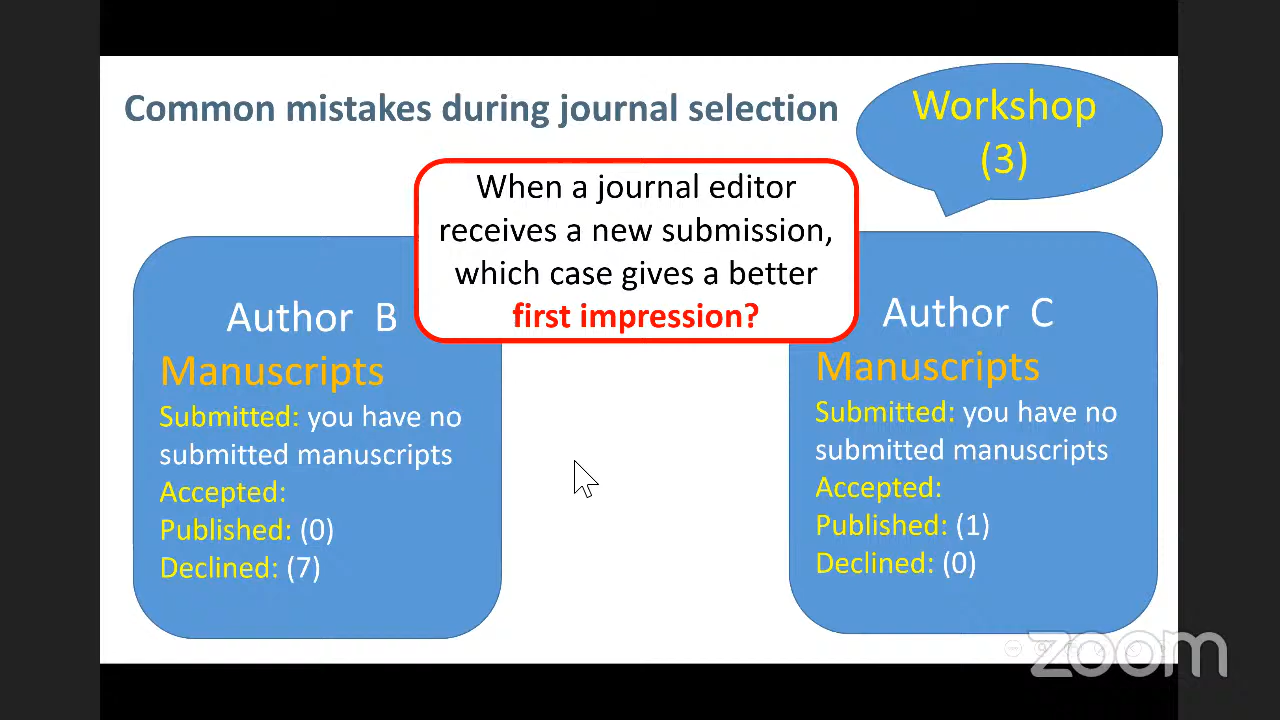 Common mistakes during journal selection
Workshop
(3)
When a journal editor
receives a new submission,
which case gives a better
first impression?
Author B
Manuscripts
Submitted: you have no
submitted manuscripts
Accepted:
Published: (0)
Declined: (7)
Author C
Manuscripts
Submitted: you have no
submitted manuscripts
Accepted:
Published: (1)
Declined: (0)
zoom